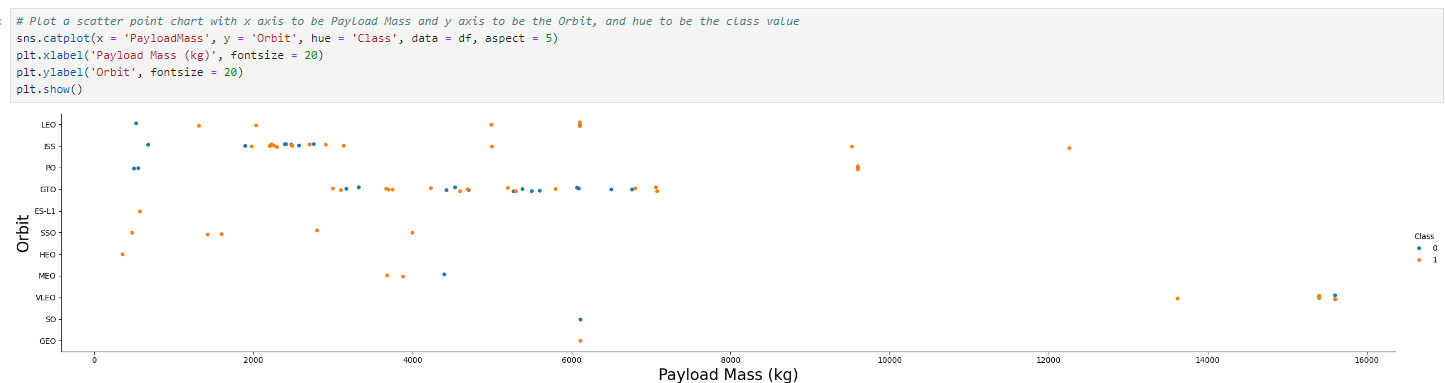 # Plot a scatter point chart with x axis to be Payload Mass and y axis to be the Orbit, and hue to be the class value
sns.catplot(x = 'PayloadMass', y = 'Orbit', hue = 'Class', data = df, aspect = 5)
plt.xlabel('Payload Mass (kg)', fontsize = 20)
plt.ylabel('Orbit', fontsize = 20)
plt.show()
LEO
ISS
PO
GTO
ES-L1
SSO
HEO
MEO
VLEO
SO
GEO
Orbit
Class
0
1
0 2000 4000 6000 8000 10000 12000 14000 16000
Payload Mass (kg)